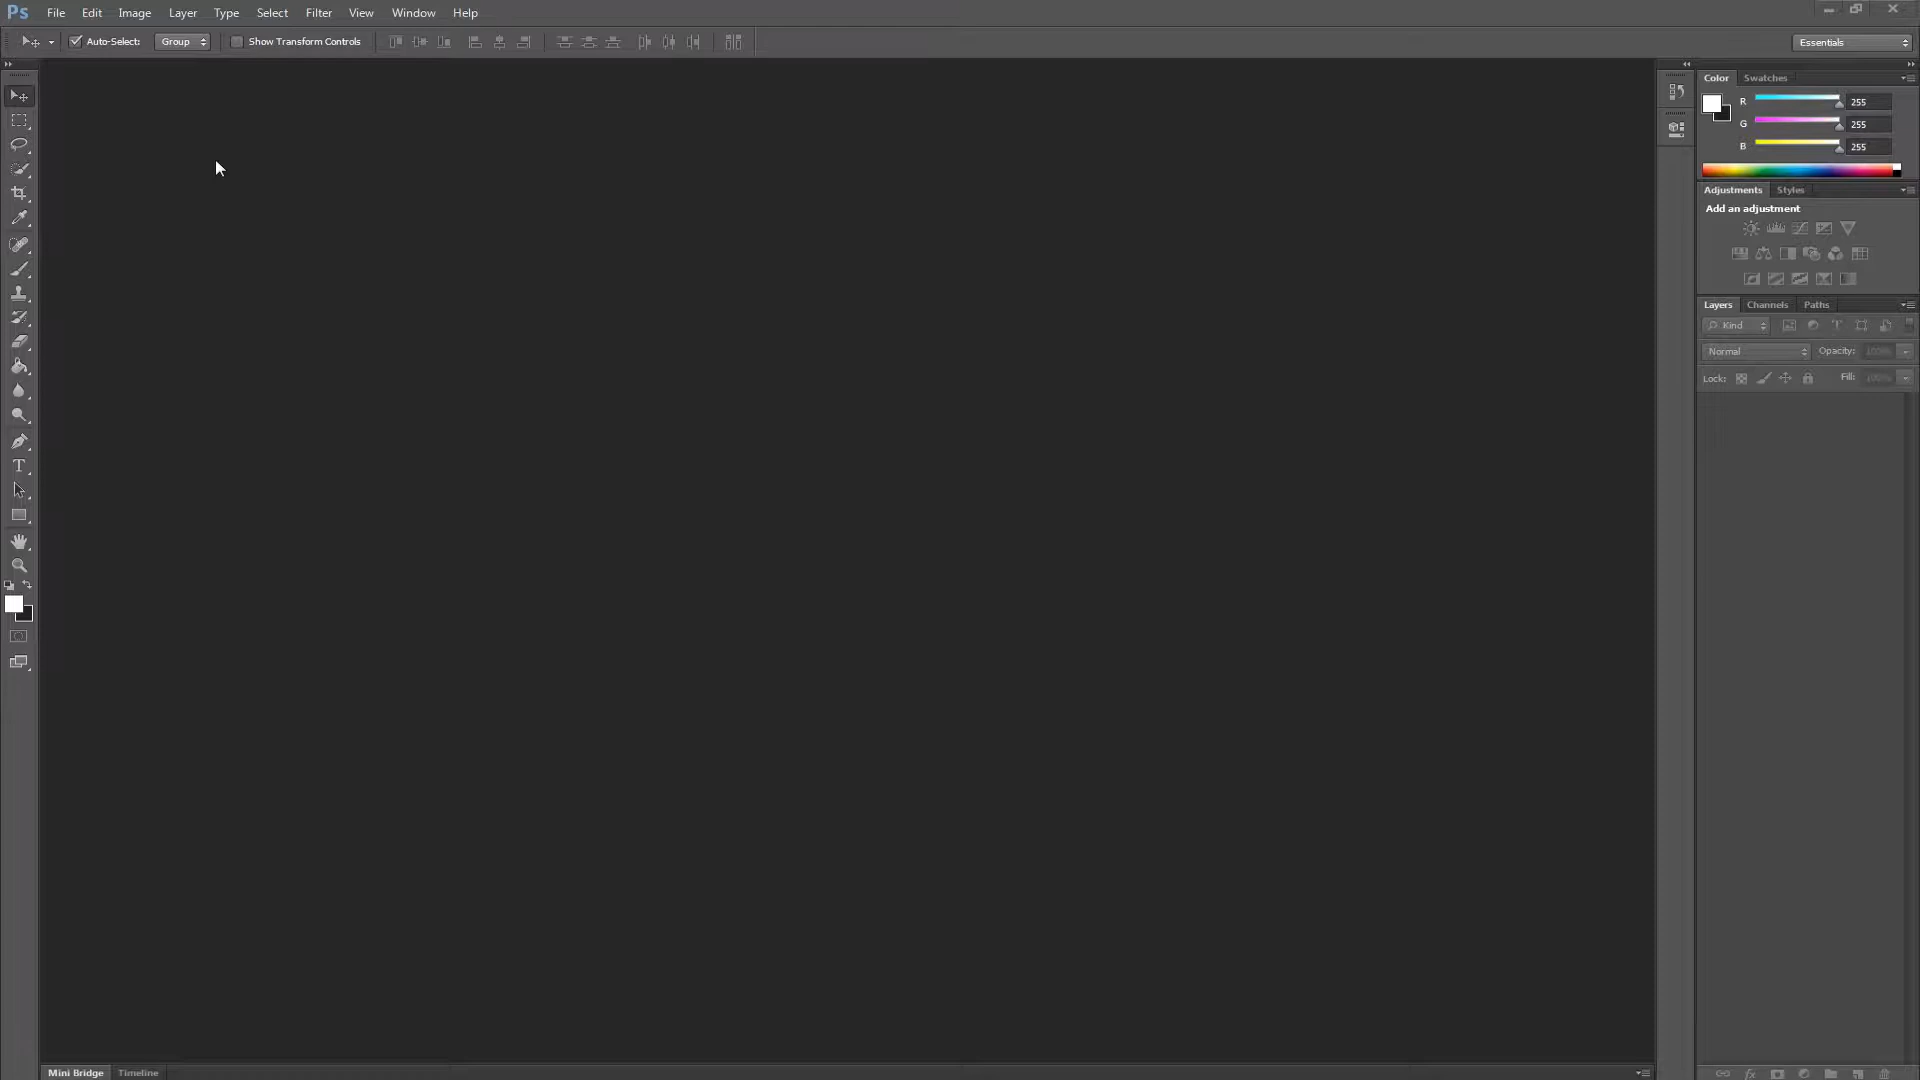 Ps File Edit Image Layer Type Select Filter View Window Help
Auto-Select: Group Show Transform Controls Essentials
Color Swatches
R 255
G 255
B 255
Adjustments Styles
Add an adjustment
Layers Channels Paths
Kind
Normal Opacity: 100%
Lock: Fill: 100%
Mini Bridge Timeline